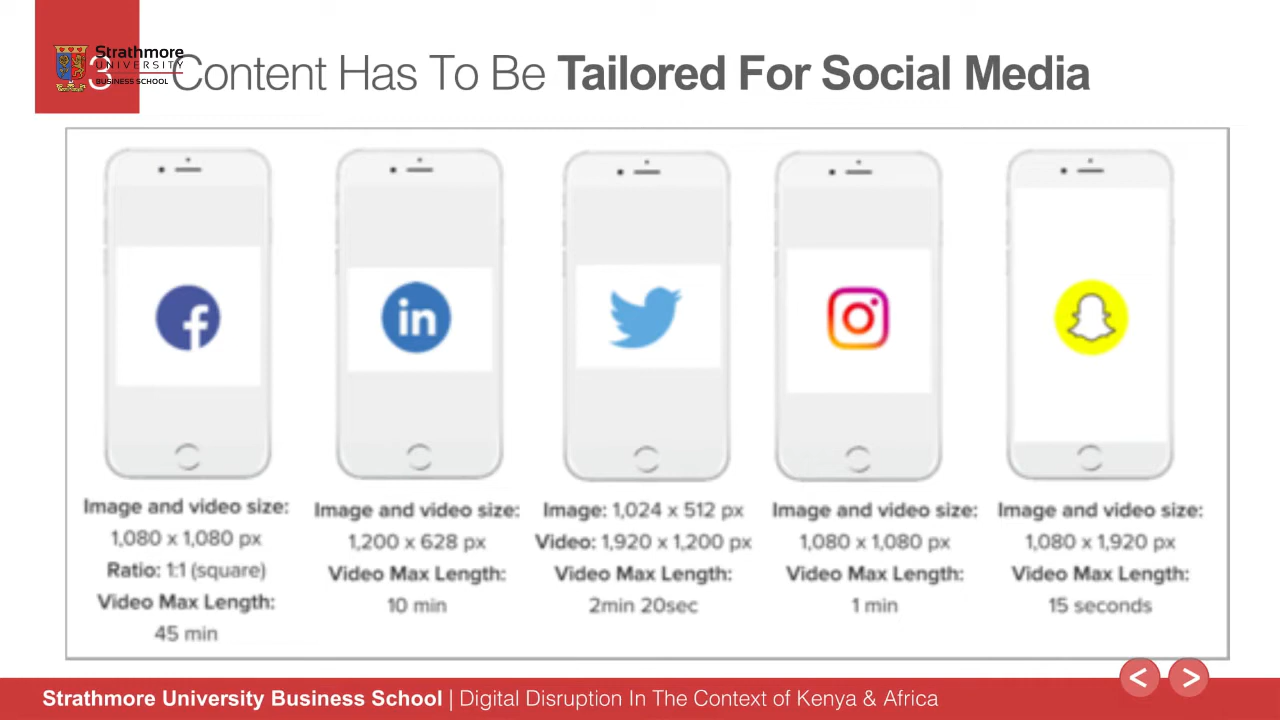 Strathmore
UNIVERSITY
BUSINESS SCHOOL
3 Content Has To Be Tailored For Social Media
f
in
Image and video size:
1,080 x 1,080 px
Ratio: 1:1 (square)
Video Max Length:
45 min
Image and video size:
1,200 x 628 px
Video Max Length:
10 min
Image: 1,024 x 512 px
Video: 1,920 x 1,200 px
Video Max Length:
2min 20sec
Image and video size:
1,080 x 1,080 px
Video Max Length:
1 min
Image and video size:
1,080 x 1,920 px
Video Max Length:
15 seconds
< >
Strathmore University Business School | Digital Disruption In The Context of Kenya & Africa